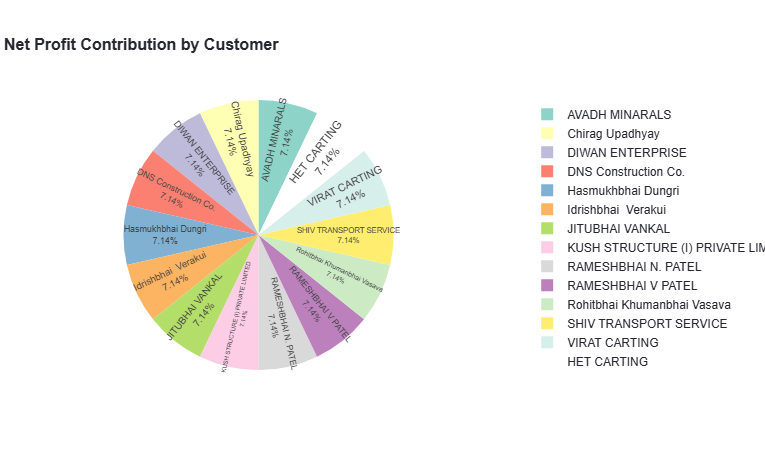 Net Profit Contribution by Customer
AVADH MINARALS
7.14%
HET CARTING
7.14%
VIRAT CARTING
7.14%
SHIV TRANSPORT SERVICE
7.14%
Rohitbhai Khumanbhai Vasava
7.14%
RAMESHBHAI V PATEL
7.14%
RAMESHBHAI N. PATEL
7.14%
KUSH STRUCTURE (I) PRIVATE LIMITED
7.14%
JITUBHAI VANKAL
7.14%
Idrishbhai  Verakui
7.14%
Hasmukhbhai Dungri
7.14%
DNS Construction Co.
7.14%
DIWAN ENTERPRISE
7.14%
Chirag Upadhyay
7.14%
AVADH MINARALS
Chirag Upadhyay
DIWAN ENTERPRISE
DNS Construction Co.
Hasmukhbhai Dungri
Idrishbhai  Verakui
JITUBHAI VANKAL
KUSH STRUCTURE (I) PRIVATE LIM
RAMESHBHAI N. PATEL
RAMESHBHAI V PATEL
Rohitbhai Khumanbhai Vasava
SHIV TRANSPORT SERVICE
VIRAT CARTING
HET CARTING